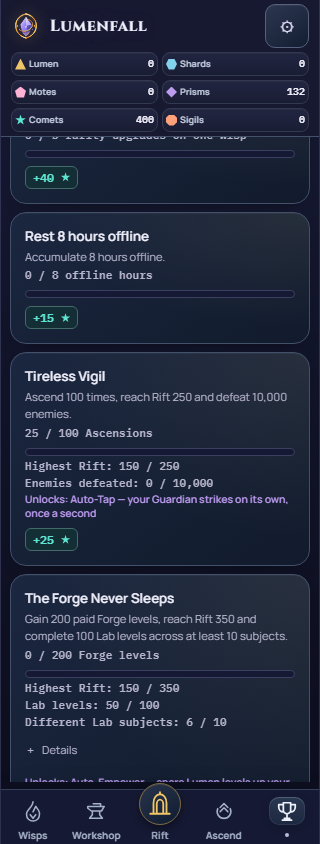 LUMENFALL
Lumen 0
Shards 0
Motes 0
Prisms 132
Comets 400
Sigils 0
+40 ★
Rest 8 hours offline
Accumulate 8 hours offline.
0 / 8 offline hours
+15 ★
Tireless Vigil
Ascend 100 times, reach Rift 250 and defeat 10,000
enemies.
25 / 100 Ascensions
Highest Rift: 150 / 250
Enemies defeated: 0 / 10,000
Unlocks: Auto-Tap — your Guardian strikes on its own,
once a second
+25 ★
The Forge Never Sleeps
Gain 200 paid Forge levels, reach Rift 350 and
complete 100 Lab levels across at least 10 subjects.
0 / 200 Forge levels
Highest Rift: 150 / 350
Lab levels: 50 / 100
Different Lab subjects: 6 / 10
+ Details
Wisps
Workshop
Rift
Ascend